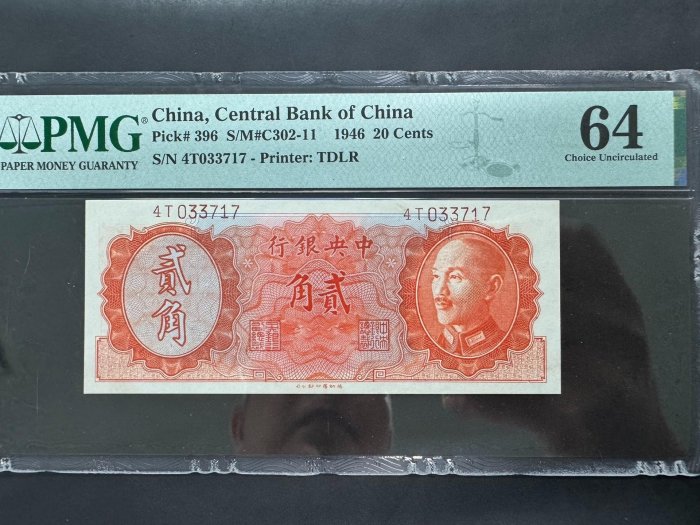 China, Central Bank of China
Pick# 396 S/M#C302-11 1946 20 Cents
S/N 4T033717 - Printer: TDLR
PMG®
PAPER MONEY GUARANTY
64
Choice Uncirculated
4T033717
4T033717
行銀央中
角貳
貳角